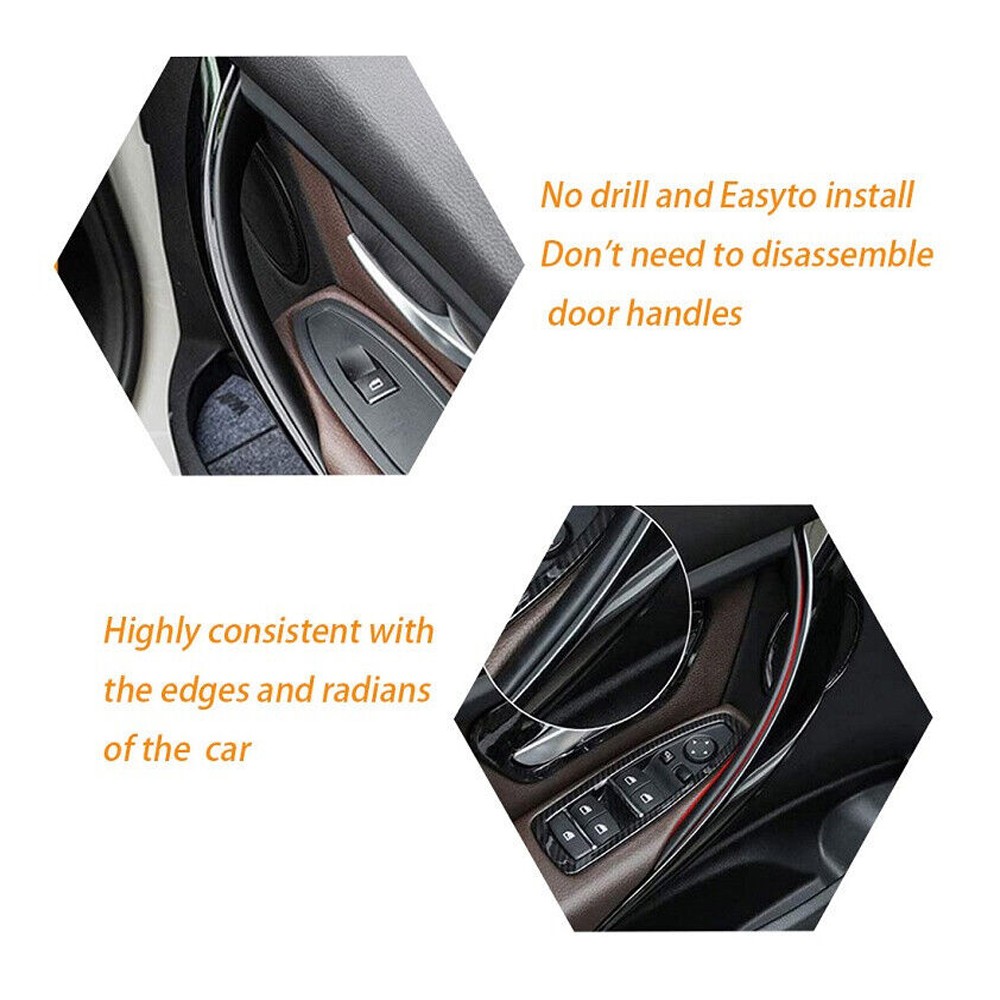 No drill and Easyto install
Don't need to disassemble
door handles
Highly consistent with
the edges and radians
of the car